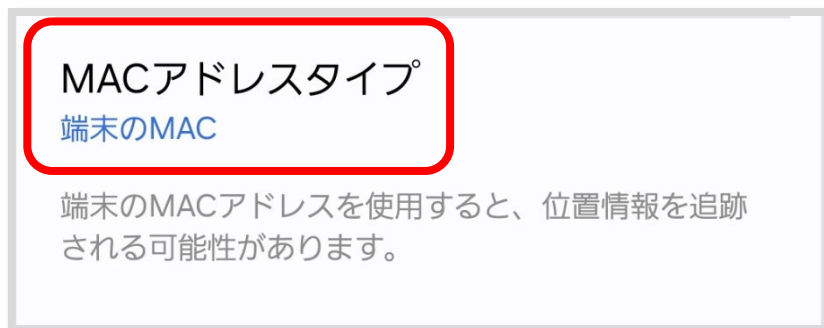 MACアドレスタイプ
端末のMAC
端末のMACアドレスを使用すると、位置情報を追跡
される可能性があります。